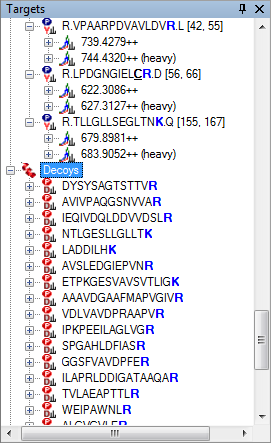 Targets
R.VPAARPDVAVLDVR.L [42, 55]
739.4279++
744.4320++ (heavy)
R.LPDGNGIELCR.D [56, 66]
622.3086++
627.3127++ (heavy)
R.TLLGLLSEGLTNK.Q [155, 167]
679.8981++
683.9052++ (heavy)
Decoys
DYSYSAGTSTTVR
AVIVPAQGSNVVAR
IEQIVDQLDDVVDSLR
NTLGESLLGLLTK
LADDILHK
AVSLEDGIEPVNR
ETPKGESVAVSVTLIGK
AAAVDGAAFMAPVGIVR
VDLVAVDPRAAPVR
IPKPEEILAGLVGR
SPGAHLDFIASR
GGSFVAVDPFER
ILAPRLDDIGATAAQAR
TVLAEAPTTLR
WEIPAWNLR